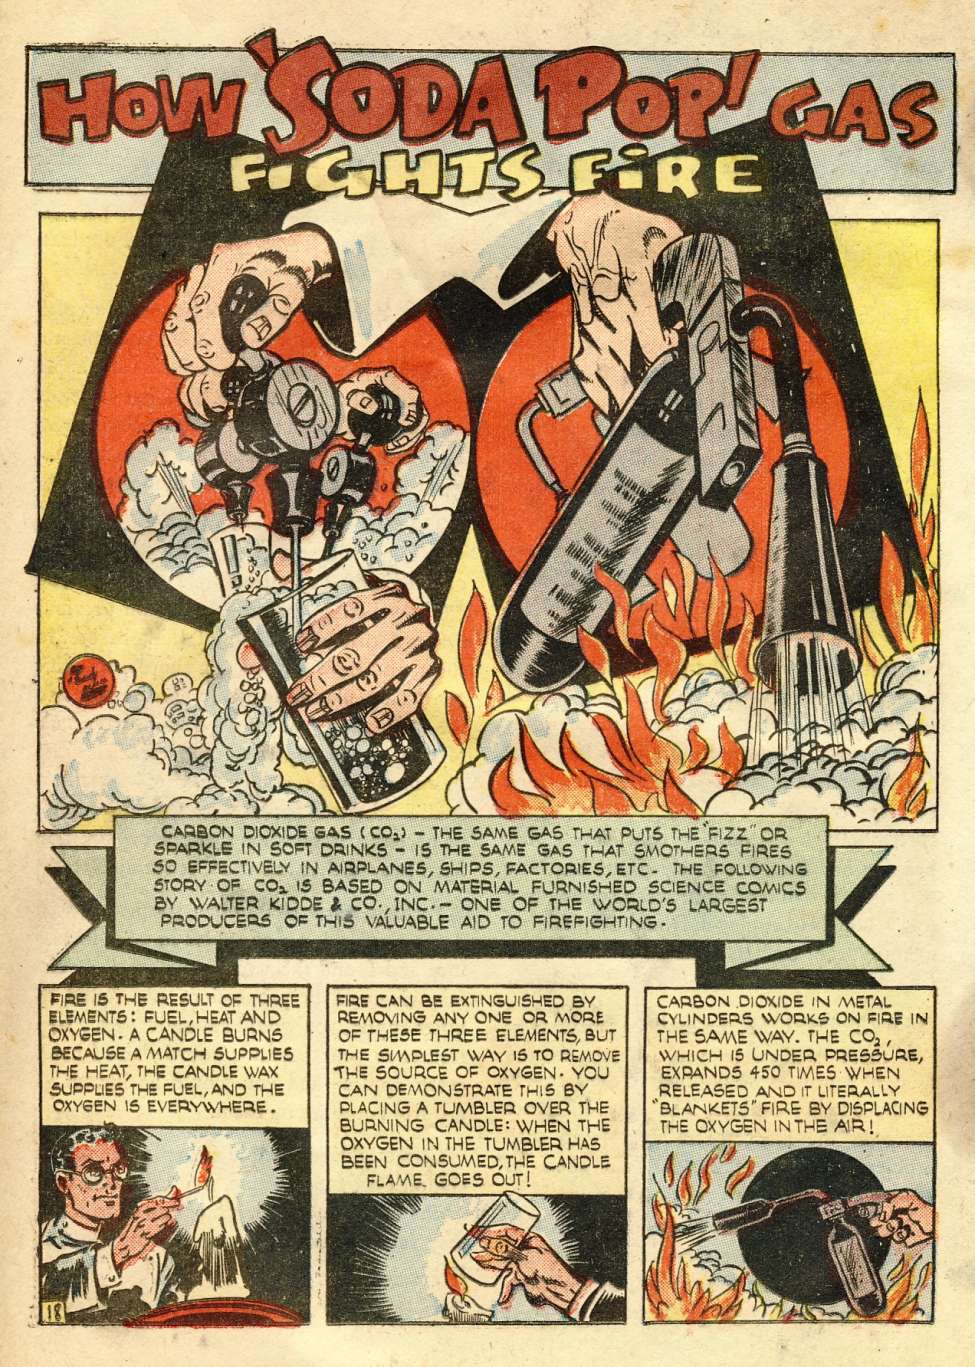 HOW 'SODA POP' GAS
FIGHTS FIRE
CARBON DIOXIDE GAS (CO₂) – THE SAME GAS THAT PUTS THE "FIZZ" OR
SPARKLE IN SOFT DRINKS – IS THE SAME GAS THAT SMOTHERS FIRES
SO EFFECTIVELY IN AIRPLANES, SHIPS, FACTORIES, ETC. THE FOLLOWING
STORY OF CO₂ IS BASED ON MATERIAL FURNISHED SCIENCE COMICS
BY WALTER KIDDE & CO., INC. – ONE OF THE WORLD'S LARGEST
PRODUCERS OF THIS VALUABLE AID TO FIREFIGHTING.
FIRE IS THE RESULT OF THREE
ELEMENTS: FUEL, HEAT AND
OXYGEN. A CANDLE BURNS
BECAUSE A MATCH SUPPLIES
THE HEAT, THE CANDLE WAX
SUPPLIES THE FUEL, AND THE
OXYGEN IS EVERYWHERE.
FIRE CAN BE EXTINGUISHED BY
REMOVING ANY ONE OR MORE
OF THESE THREE ELEMENTS, BUT
THE SIMPLEST WAY IS TO REMOVE
THE SOURCE OF OXYGEN. YOU
CAN DEMONSTRATE THIS BY
PLACING A TUMBLER OVER THE
BURNING CANDLE: WHEN THE
OXYGEN IN THE TUMBLER HAS
BEEN CONSUMED, THE CANDLE
FLAME GOES OUT!
CARBON DIOXIDE IN METAL
CYLINDERS WORKS ON FIRE IN
THE SAME WAY. THE CO₂,
WHICH IS UNDER PRESSURE,
EXPANDS 450 TIMES WHEN
RELEASED AND IT LITERALLY
"BLANKETS" FIRE BY DISPLACING
THE OXYGEN IN THE AIR!
18